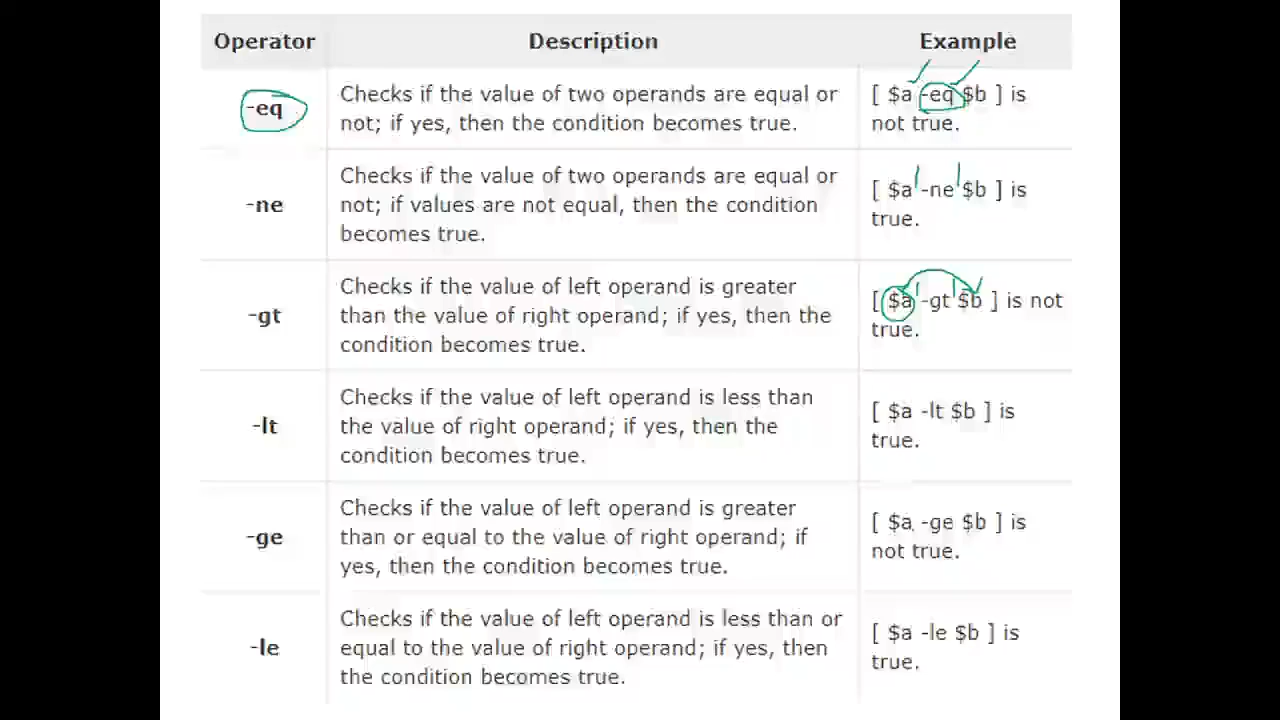 Operator Description Example
-eq
Checks if the value of two operands are equal or
not; if yes, then the condition becomes true.
[ $a -eq $b ] is
not true.
-ne
Checks if the value of two operands are equal or
not; if values are not equal, then the condition
becomes true.
[ $a -ne $b ] is
true.
-gt
Checks if the value of left operand is greater
than the value of right operand; if yes, then the
condition becomes true.
[ $a -gt $b ] is not
true.
-lt
Checks if the value of left operand is less than
the value of right operand; if yes, then the
condition becomes true.
[ $a -lt $b ] is
true.
-ge
Checks if the value of left operand is greater
than or equal to the value of right operand; if
yes, then the condition becomes true.
[ $a -ge $b ] is
not true.
-le
Checks if the value of left operand is less than or
equal to the value of right operand; if yes, then
the condition becomes true.
[ $a -le $b ] is
true.